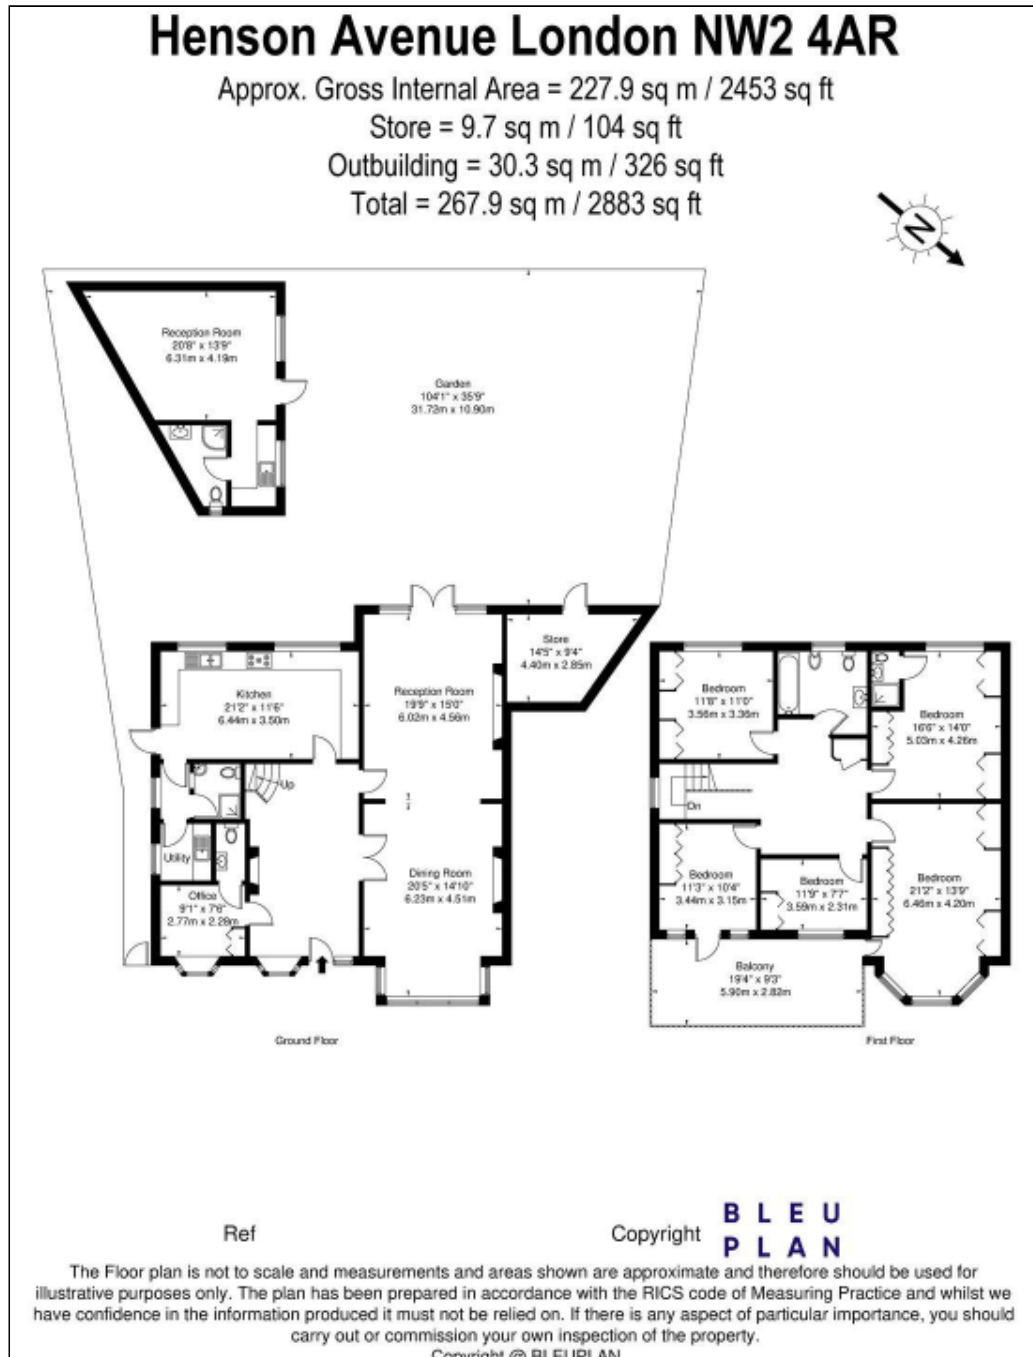 Henson Avenue London NW2 4AR
Approx. Gross Internal Area = 227.9 sq m / 2453 sq ft
Store = 9.7 sq m / 104 sq ft
Outbuilding = 30.3 sq m / 326 sq ft
Total = 267.9 sq m / 2883 sq ft
N
Reception Room
20'8" x 13'9"
6.31m x 4.19m
Garden
104'1" x 35'9"
31.72m x 10.90m
Store
14'5" x 9'4"
4.40m x 2.85m
Kitchen
21'2" x 11'6"
6.44m x 3.50m
Reception Room
19'9" x 15'0"
6.02m x 4.56m
Up
Utility
Office
9'1" x 7'6"
2.77m x 2.28m
Dining Room
20'5" x 14'10"
6.23m x 4.51m
Ground Floor
Bedroom
11'8" x 11'0"
3.56m x 3.36m
Bedroom
16'6" x 14'0"
5.03m x 4.26m
Dn
Bedroom
11'3" x 10'4"
3.44m x 3.15m
Bedroom
11'9" x 7'7"
3.59m x 2.31m
Bedroom
21'2" x 13'9"
6.46m x 4.20m
Balcony
19'4" x 9'3"
5.90m x 2.82m
First Floor
Ref
Copyright
BLEU
PLAN
The Floor plan is not to scale and measurements and areas shown are approximate and therefore should be used for
illustrative purposes only. The plan has been prepared in accordance with the RICS code of Measuring Practice and whilst we
have confidence in the information produced it must not be relied on. If there is any aspect of particular importance, you should
carry out or commission your own inspection of the property.
Copyright @ BLEUPLAN